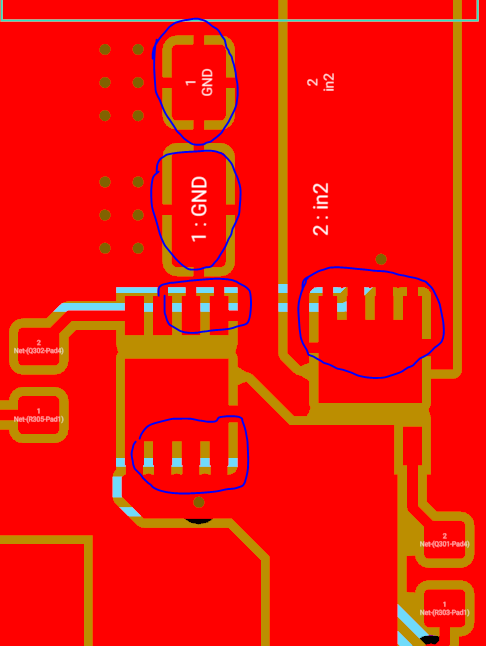 1
GND
2
in2
1 : GND
2 : in2
2
Net-(Q302-Pad4)
1
Net-(R305-Pad1)
2
Net-(Q301-Pad4)
1
Net-(R303-Pad1)